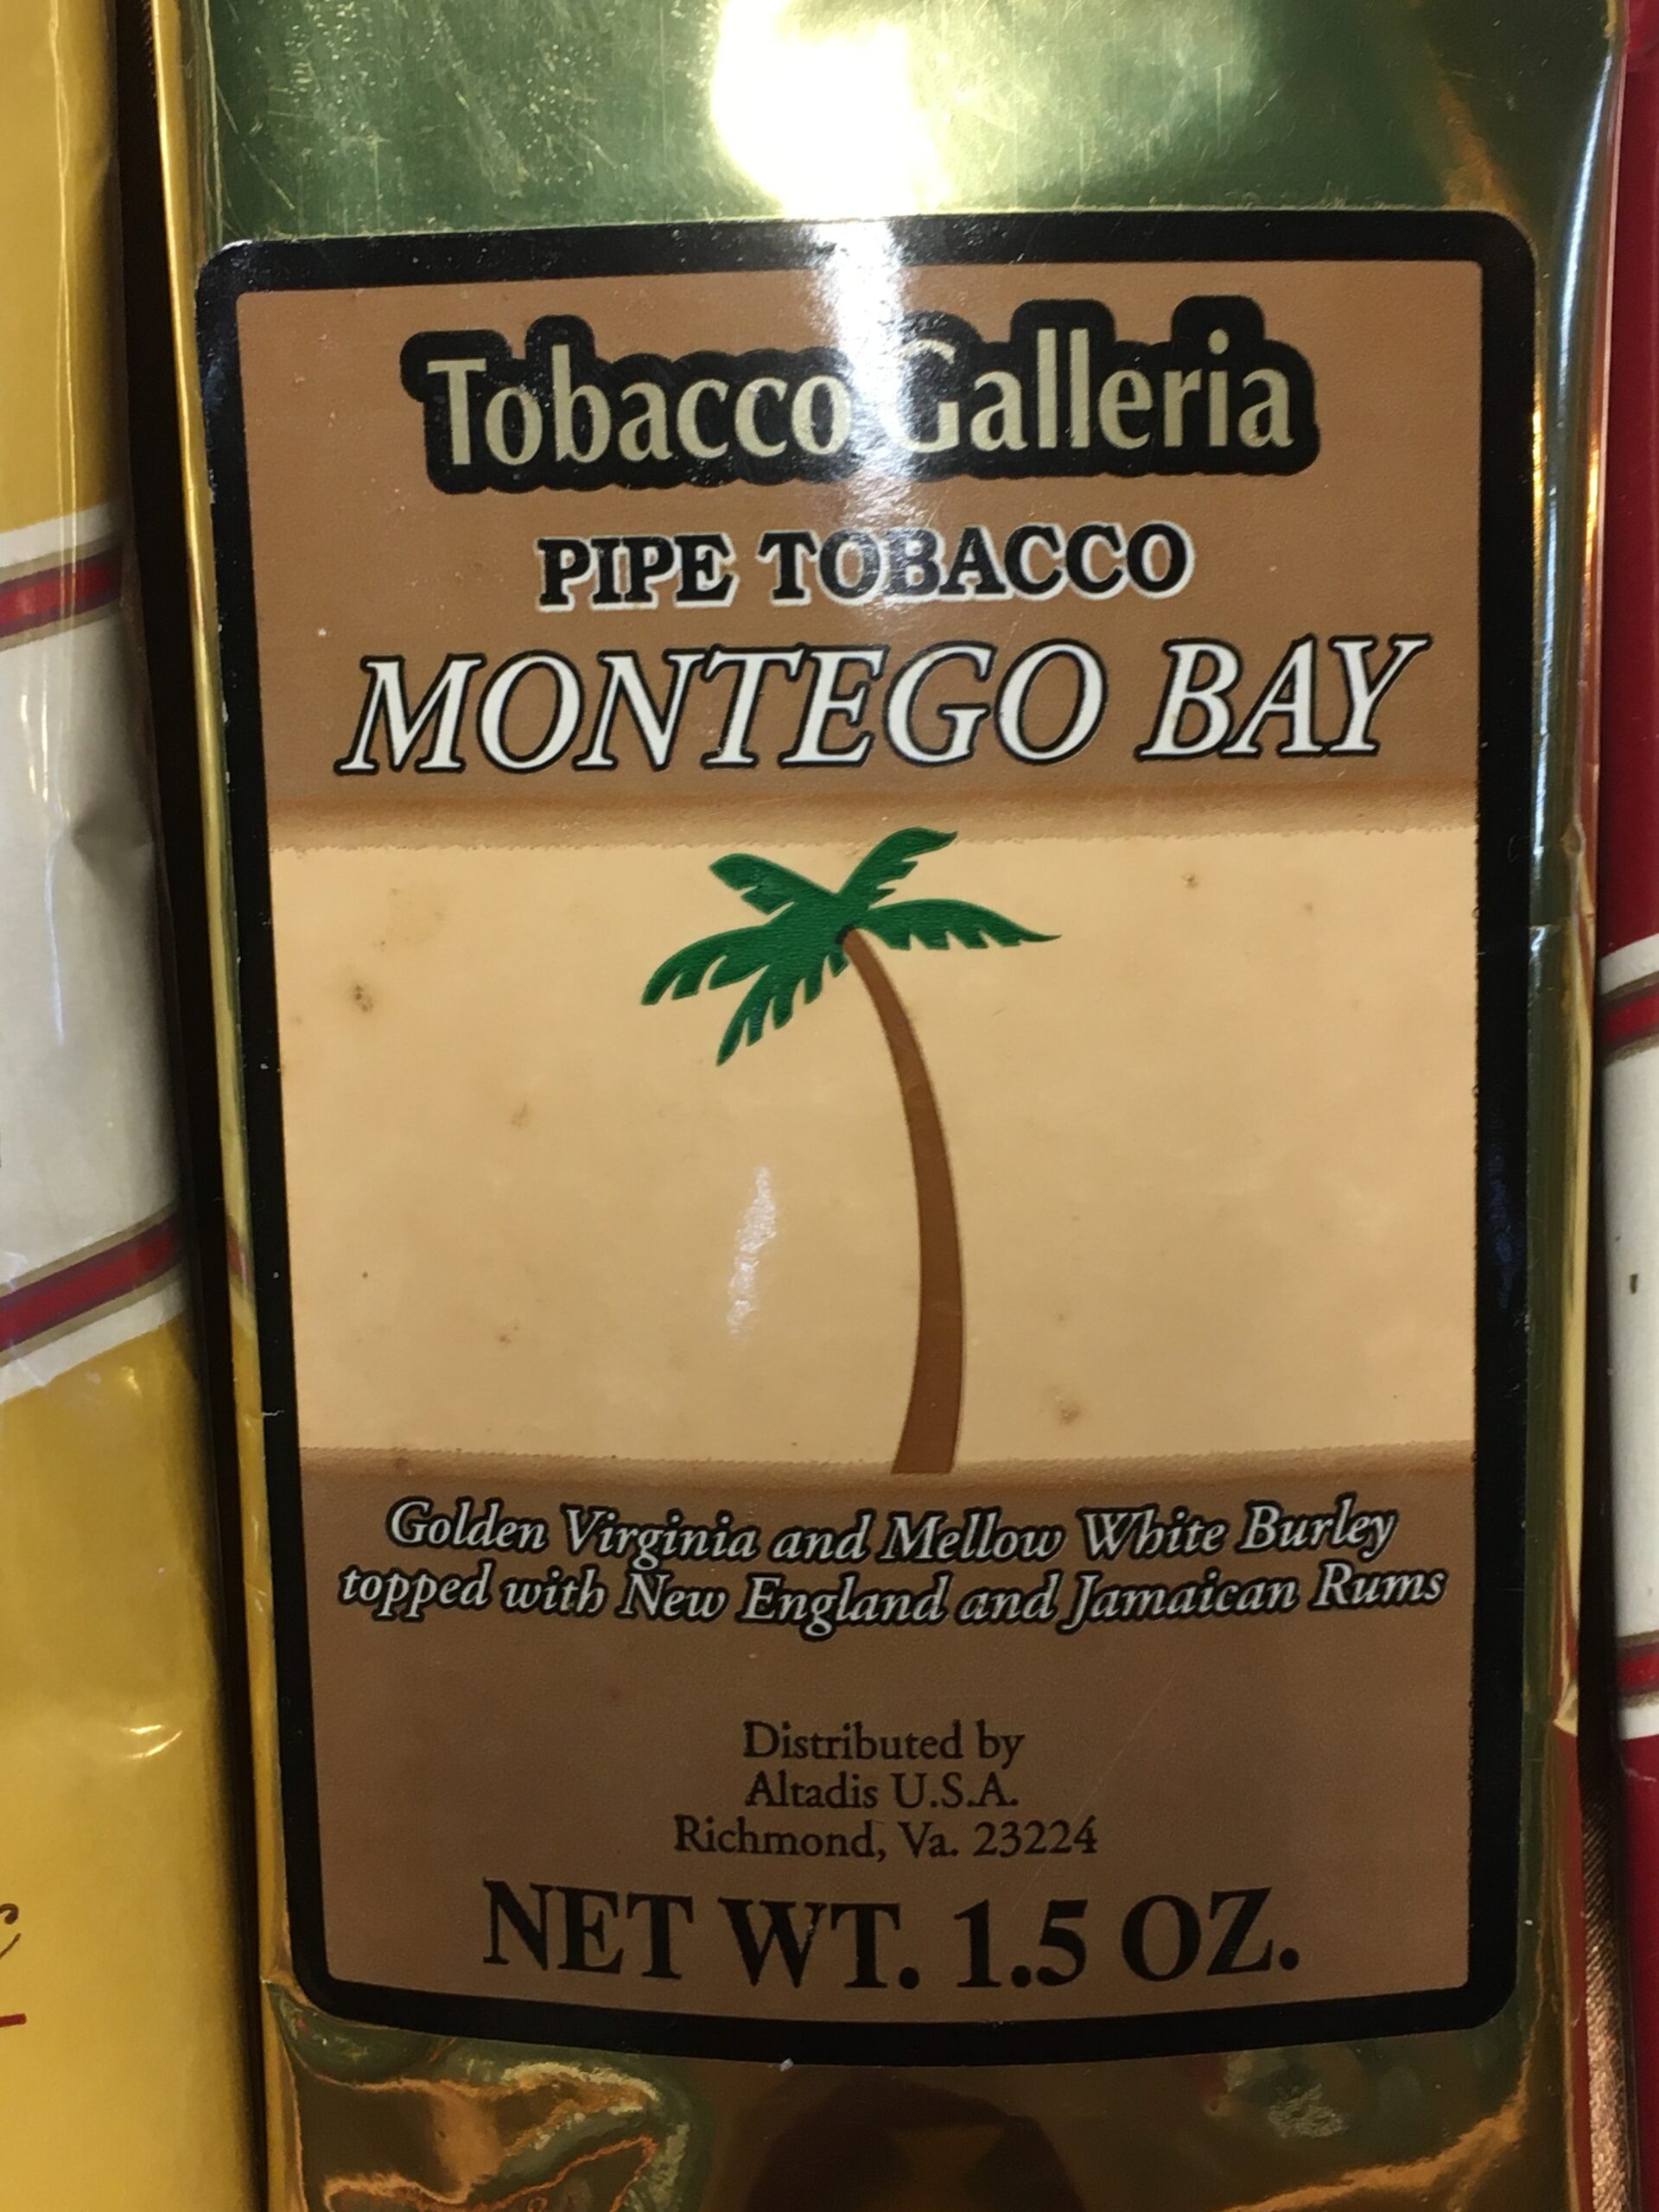 Tobacco Galleria
PIPE TOBACCO
MONTEGO BAY
Golden Virginia and Mellow White Burley
topped with New England and Jamaican Rums
Distributed by
Altadis U.S.A.
Richmond, Va. 23224
NET WT. 1.5 OZ.